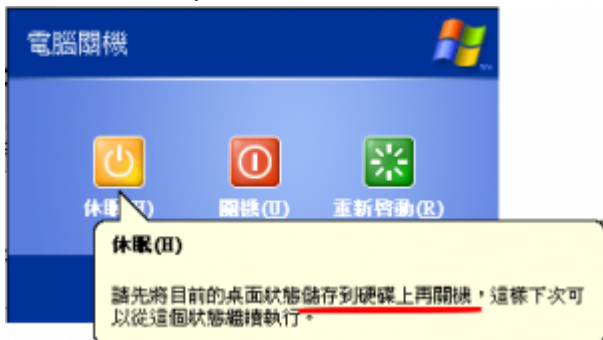 電腦關機
休眠(H)
關機(U)
重新啓動(R)
休眠(H)
請先將目前的桌面狀態儲存到硬碟上再關機，這樣下次可
以從這個狀態繼續執行。